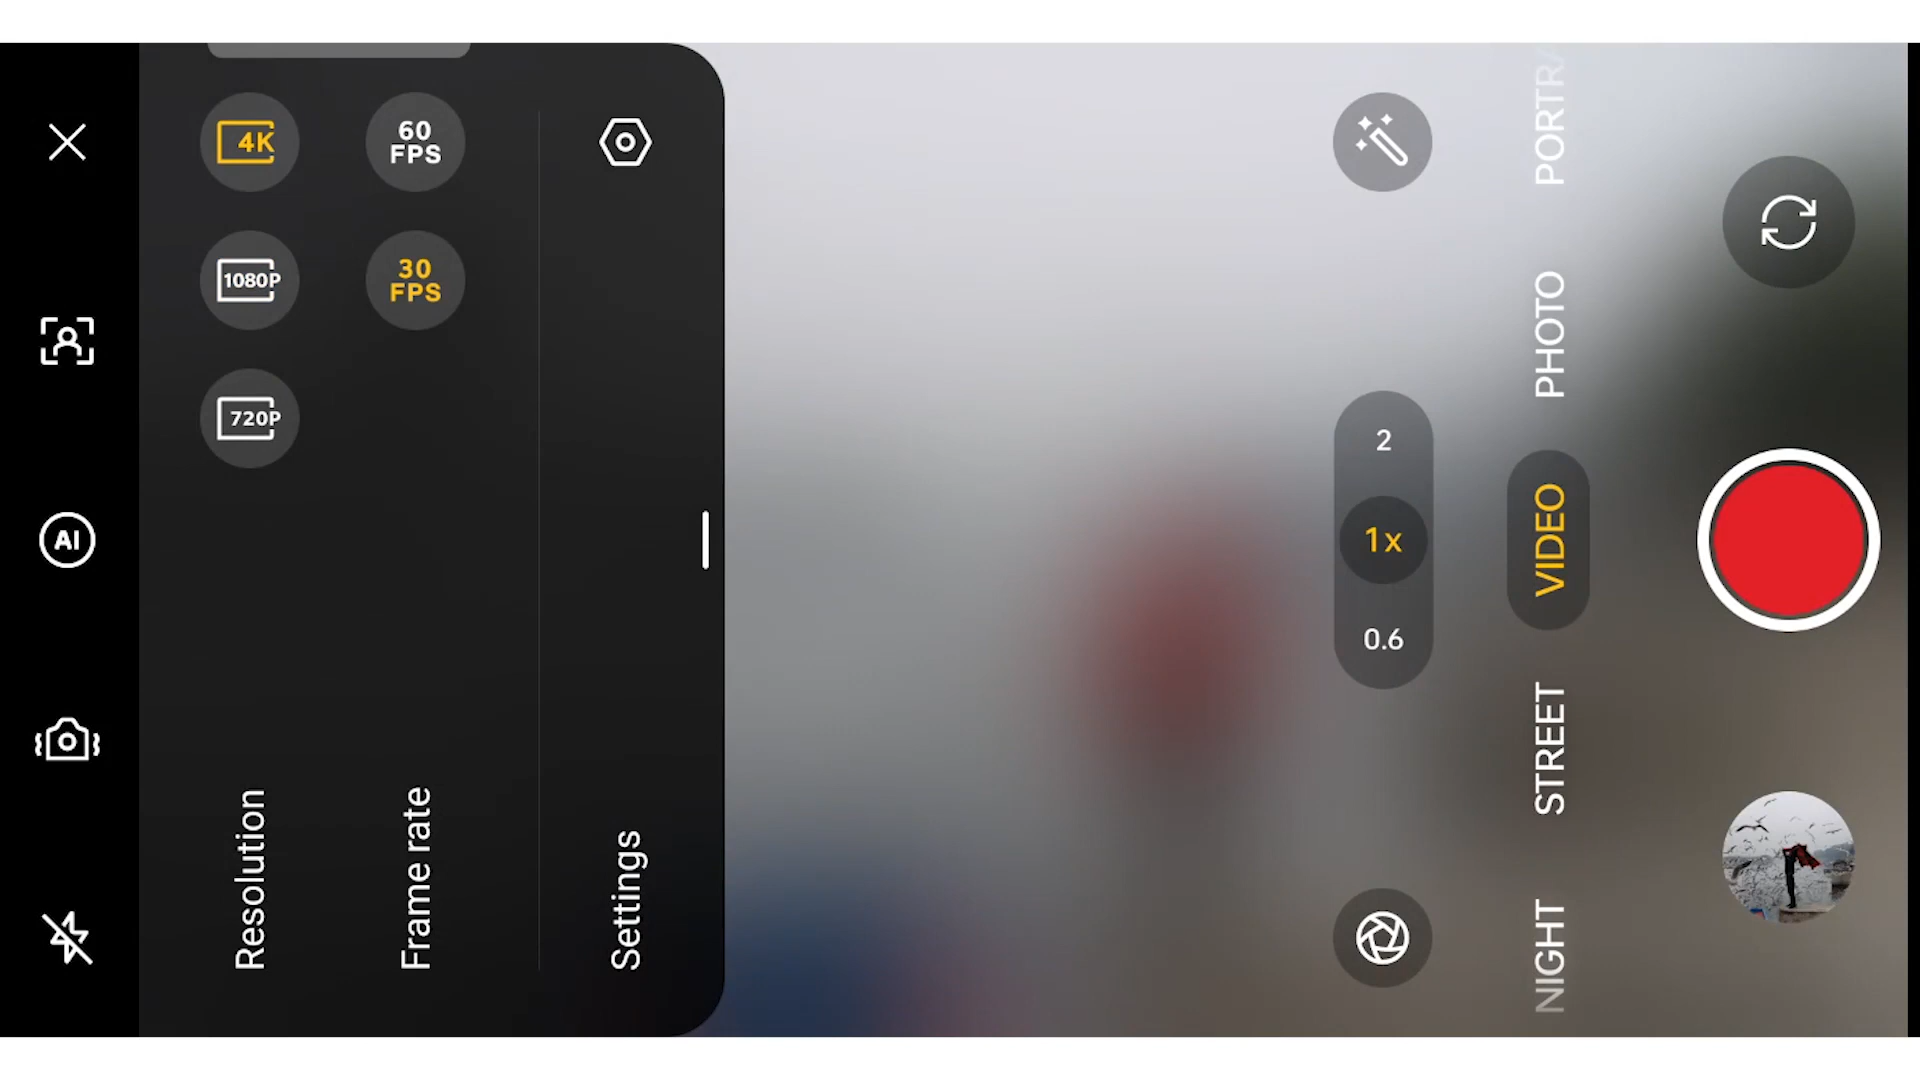 4K
1080P
720P
Resolution
60
FPS
30
FPS
Frame rate
Settings
AI
2
1x
0.6
PORTRA
PHOTO
VIDEO
STREET
NIGHT